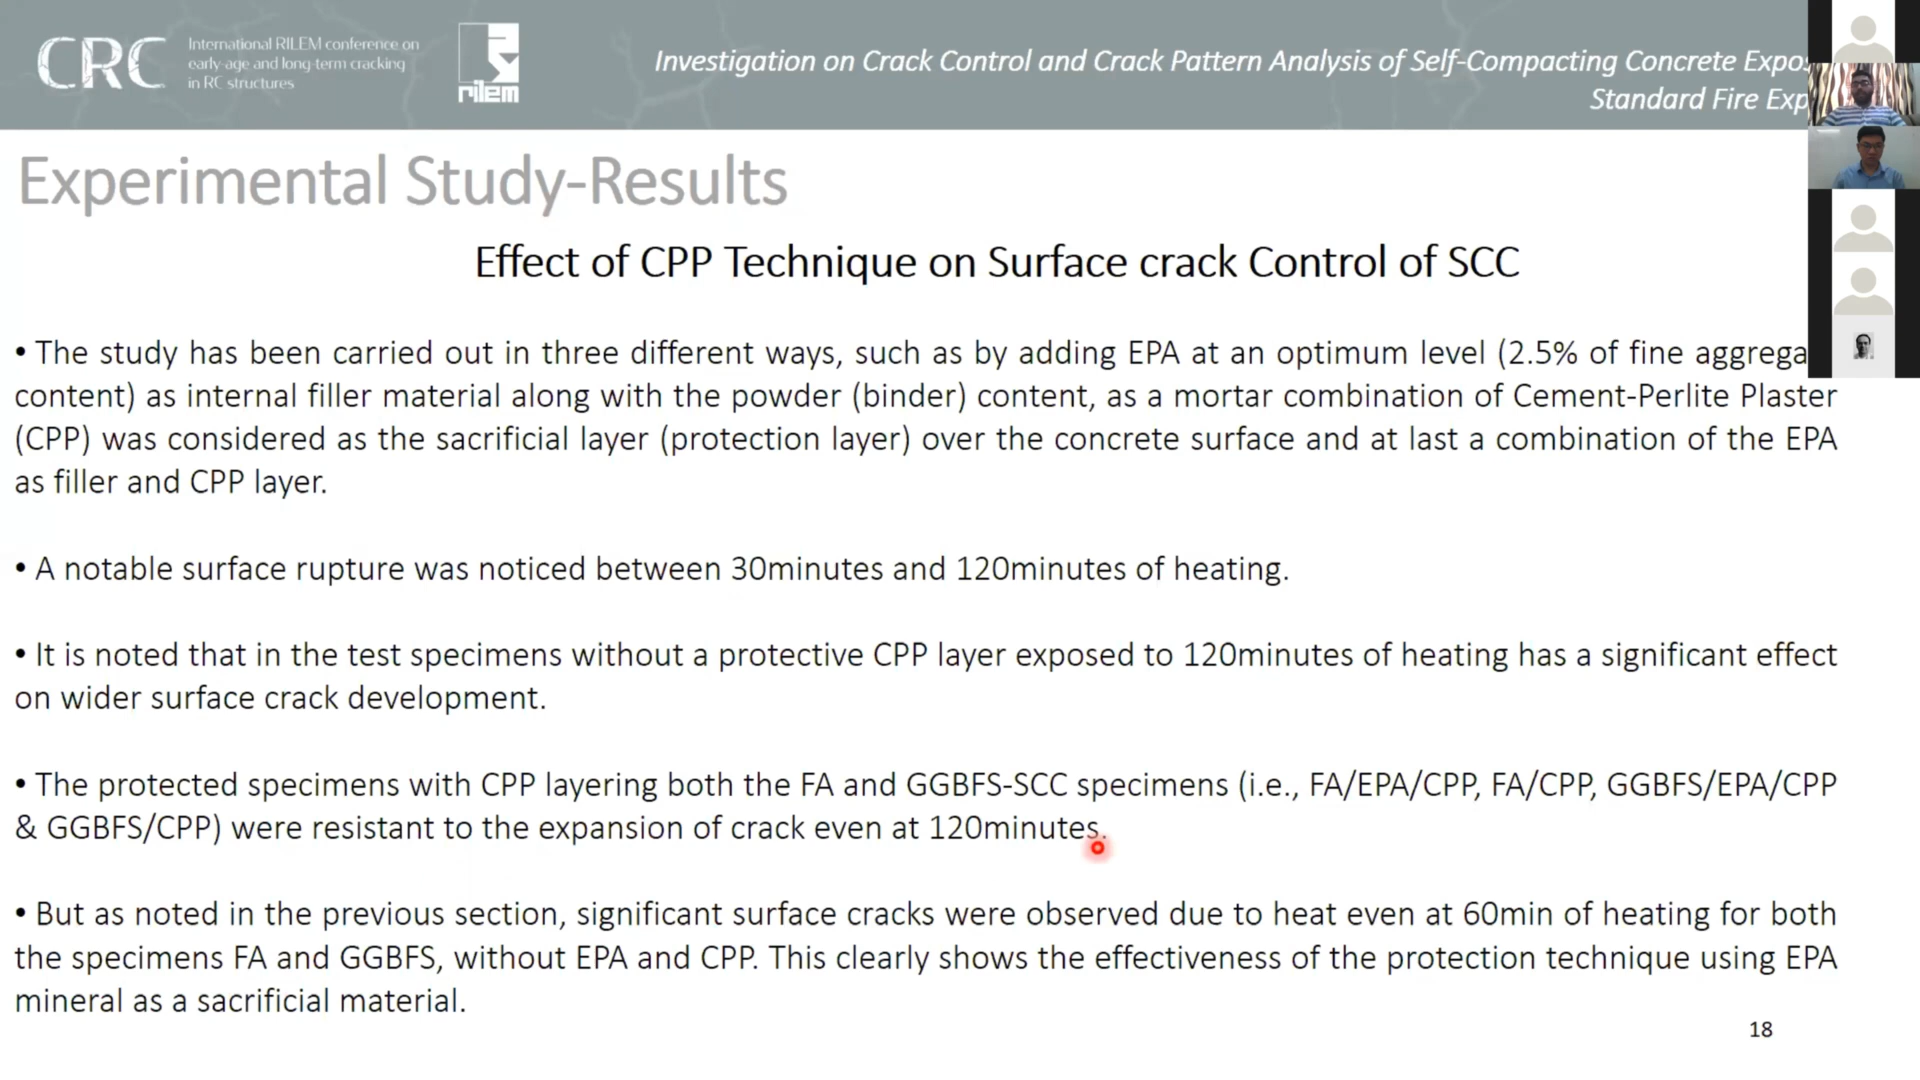 CRC
International RILEM conference on
early-age and long-term cracking
in RC structures
rilem
Investigation on Crack Control and Crack Pattern Analysis of Self-Compacting Concrete
Standard Fire
Experimental Study-Results
Effect of CPP Technique on Surface crack Control of SCC
• The study has been carried out in three different ways, such as by adding EPA at an optimum level (2.5% of fine
content) as internal filler material along with the powder (binder) content, as a mortar combination of Cement-Perlite Plaster
(CPP) was considered as the sacrificial layer (protection layer) over the concrete surface and at last a combination of the EPA
as filler and CPP layer.
• A notable surface rupture was noticed between 30minutes and 120minutes of heating.
• It is noted that in the test specimens without a protective CPP layer exposed to 120minutes of heating has a significant effect
on wider surface crack development.
• The protected specimens with CPP layering both the FA and GGBFS-SCC specimens (i.e., FA/EPA/CPP, FA/CPP, GGBFS/EPA/CPP
& GGBFS/CPP) were resistant to the expansion of crack even at 120minutes.
• But as noted in the previous section, significant surface cracks were observed due to heat even at 60min of heating for both
the specimens FA and GGBFS, without EPA and CPP. This clearly shows the effectiveness of the protection technique using EPA
mineral as a sacrificial material.
18